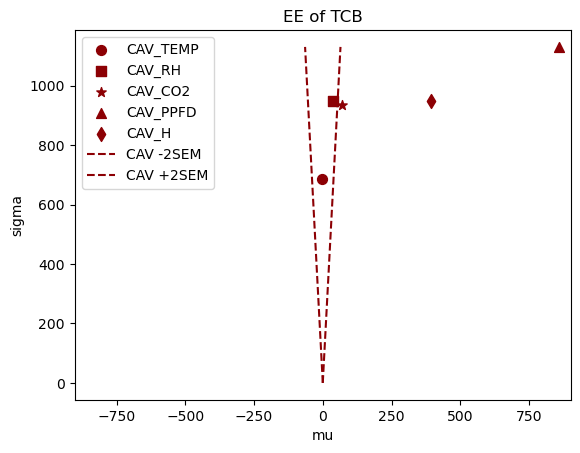 EE of TCB
CAV_TEMP
CAV_RH
CAV_CO2
CAV_PPFD
CAV_H
CAV -2SEM
CAV +2SEM
sigma
1000
800
600
400
200
0
−750 −500 −250 0 250 500 750
mu